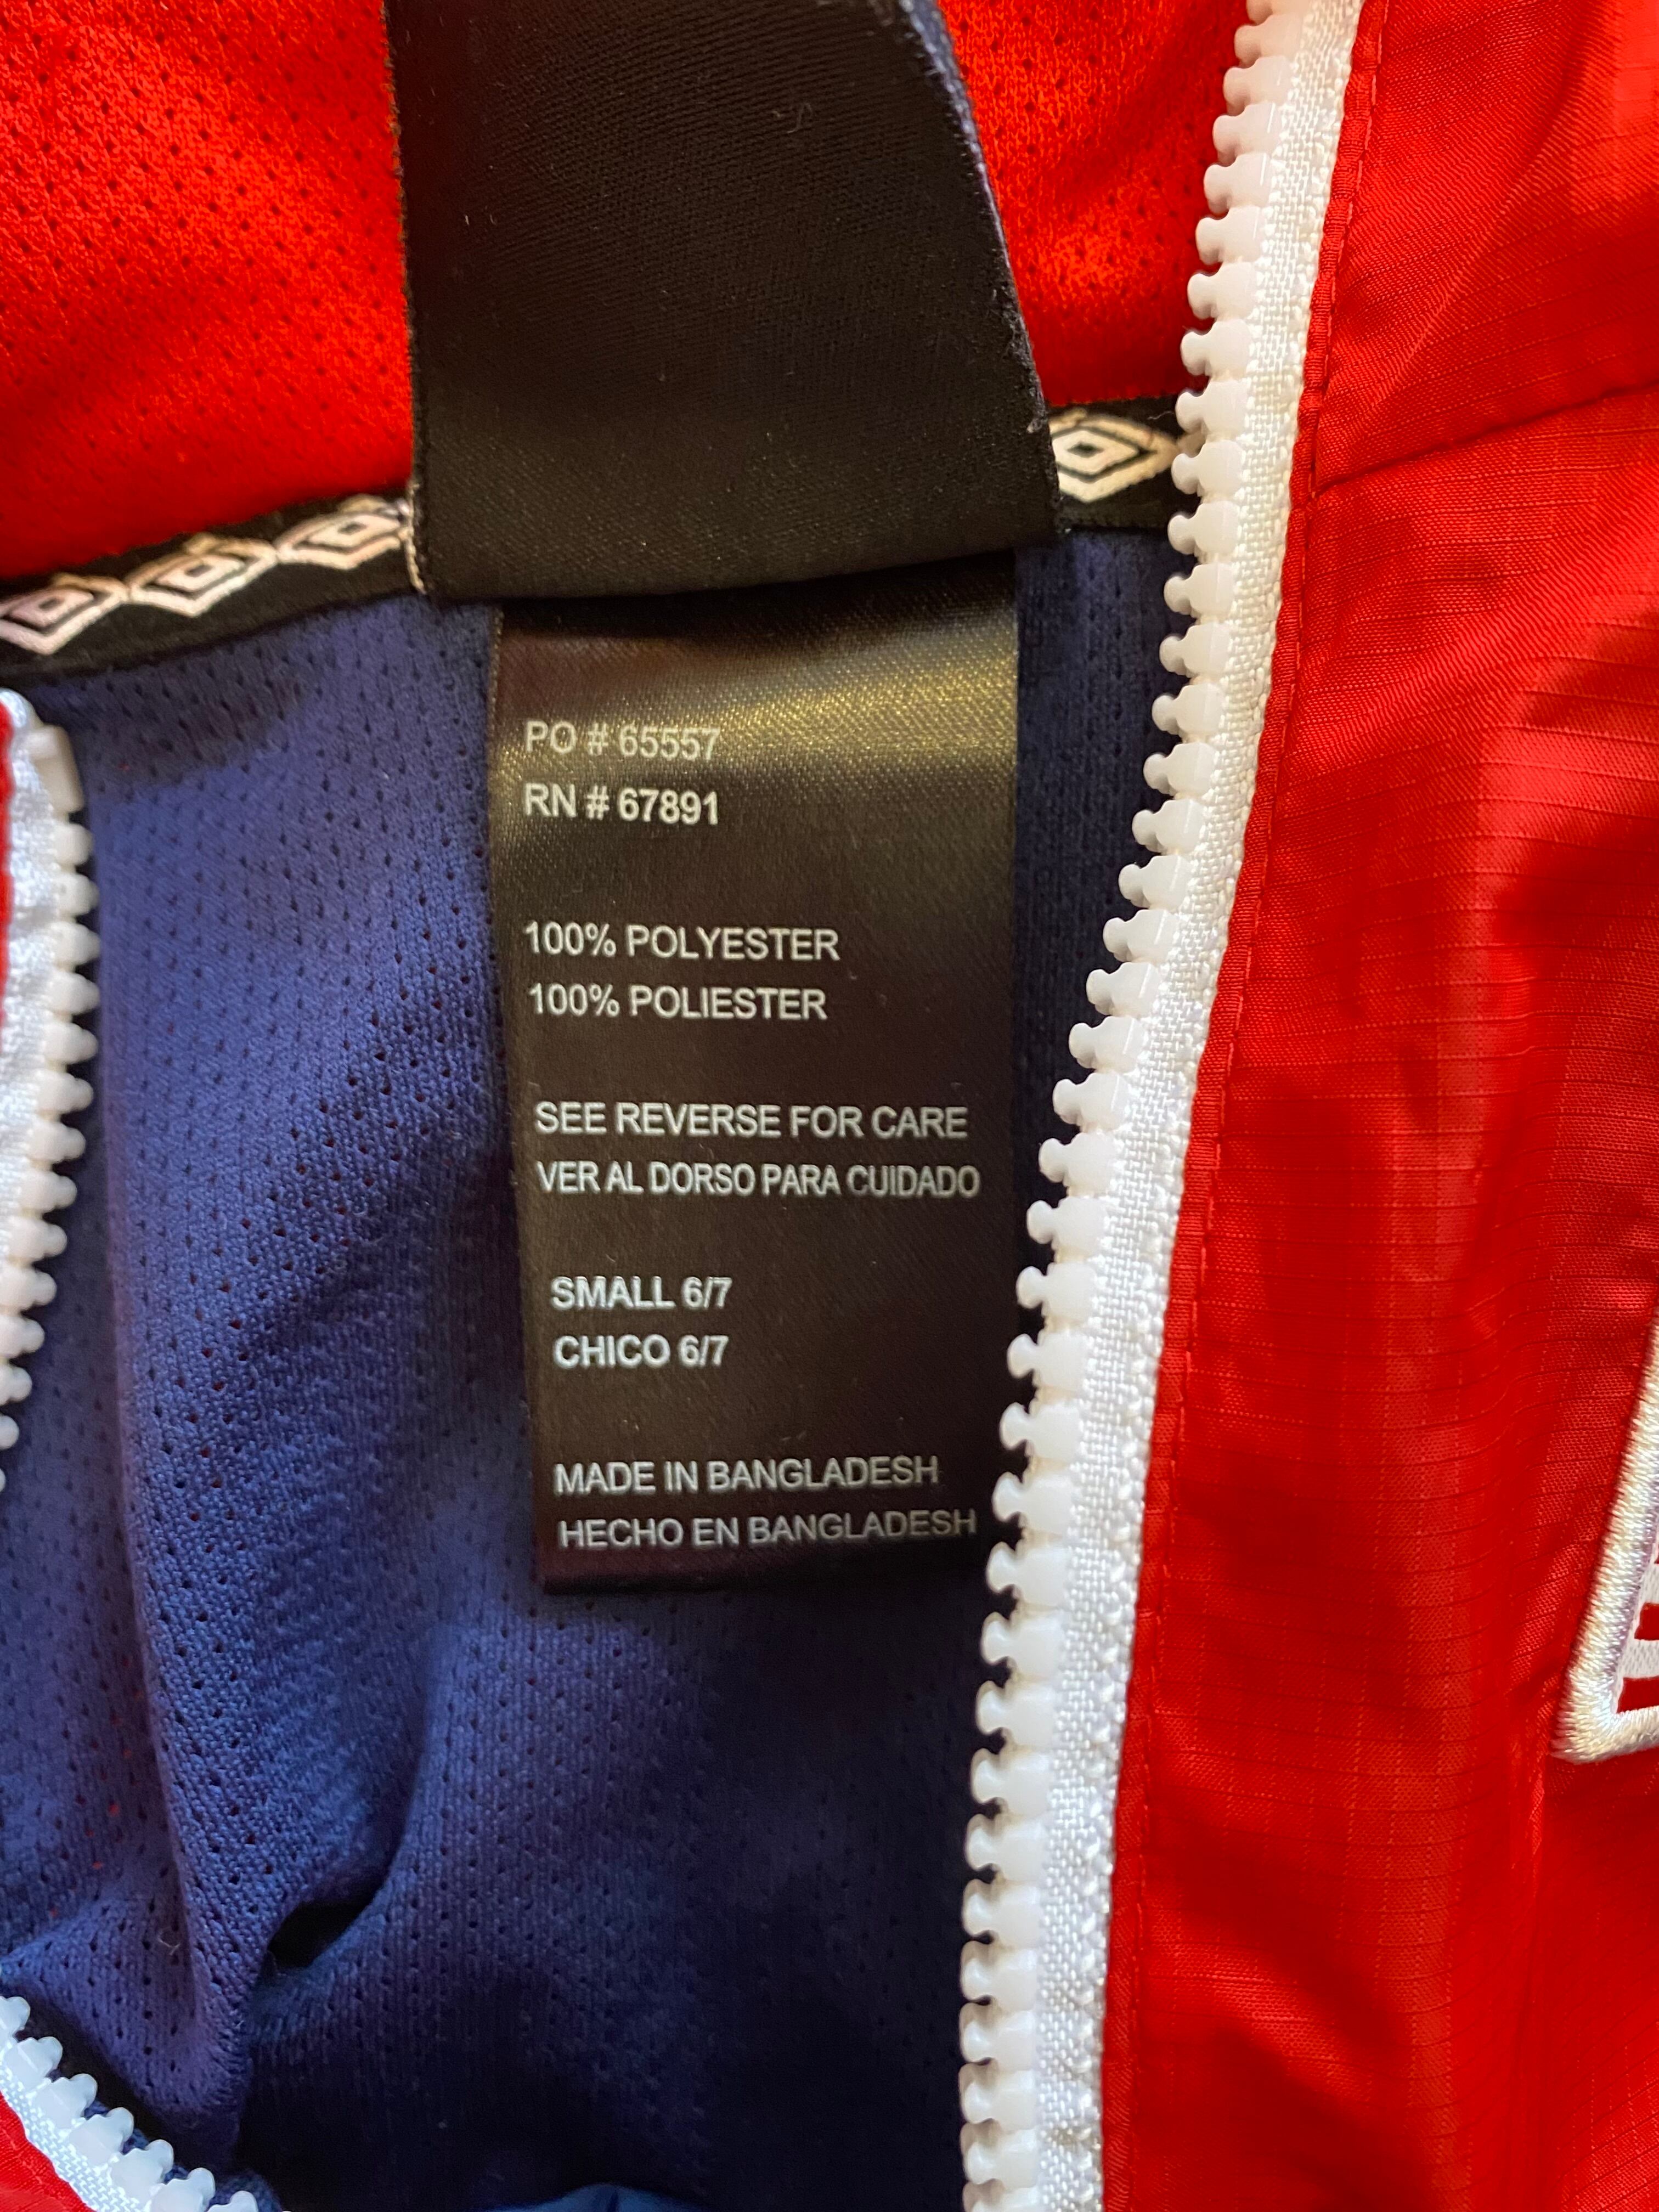 PO # 65557
RN # 67891
100% POLYESTER
100% POLIESTER
SEE REVERSE FOR CARE
VER AL DORSO PARA CUIDADO
SMALL 6/7
CHICO 6/7
MADE IN BANGLADESH
HECHO EN BANGLADESH